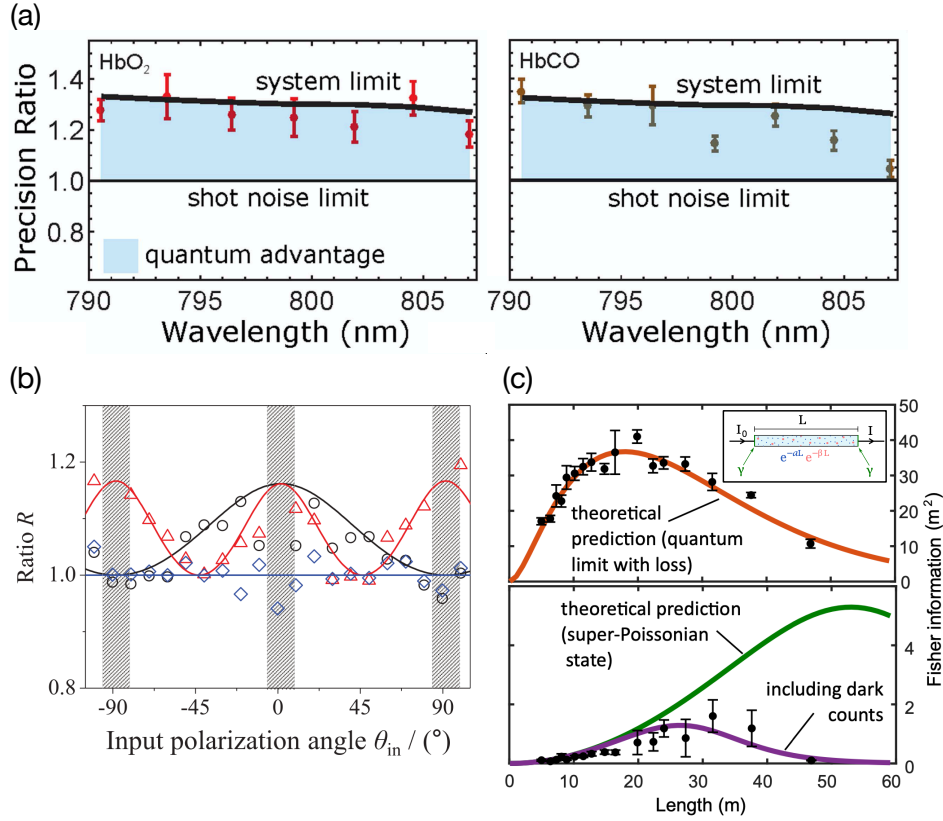 (a)
HbO2
system limit
shot noise limit
quantum advantage
Precision Ratio
1.4
1.2
1.0
0.8
790
795
800
805
Wavelength (nm)
HbCO
system limit
shot noise limit
790
795
800
805
Wavelength (nm)
(b)
Ratio R
1.2
1.0
0.8
-90
-45
0
45
90
Input polarization angle θin / (°)
(c)
L
I0
I
e−aL e−βL
γ
γ
theoretical
prediction (quantum
limit with loss)
50
40
30
20
10
0
theoretical prediction
(super-Poissonian
state)
including dark
counts
4
2
0
Fisher information (m2)
0
10
20
30
40
50
60
Length (m)